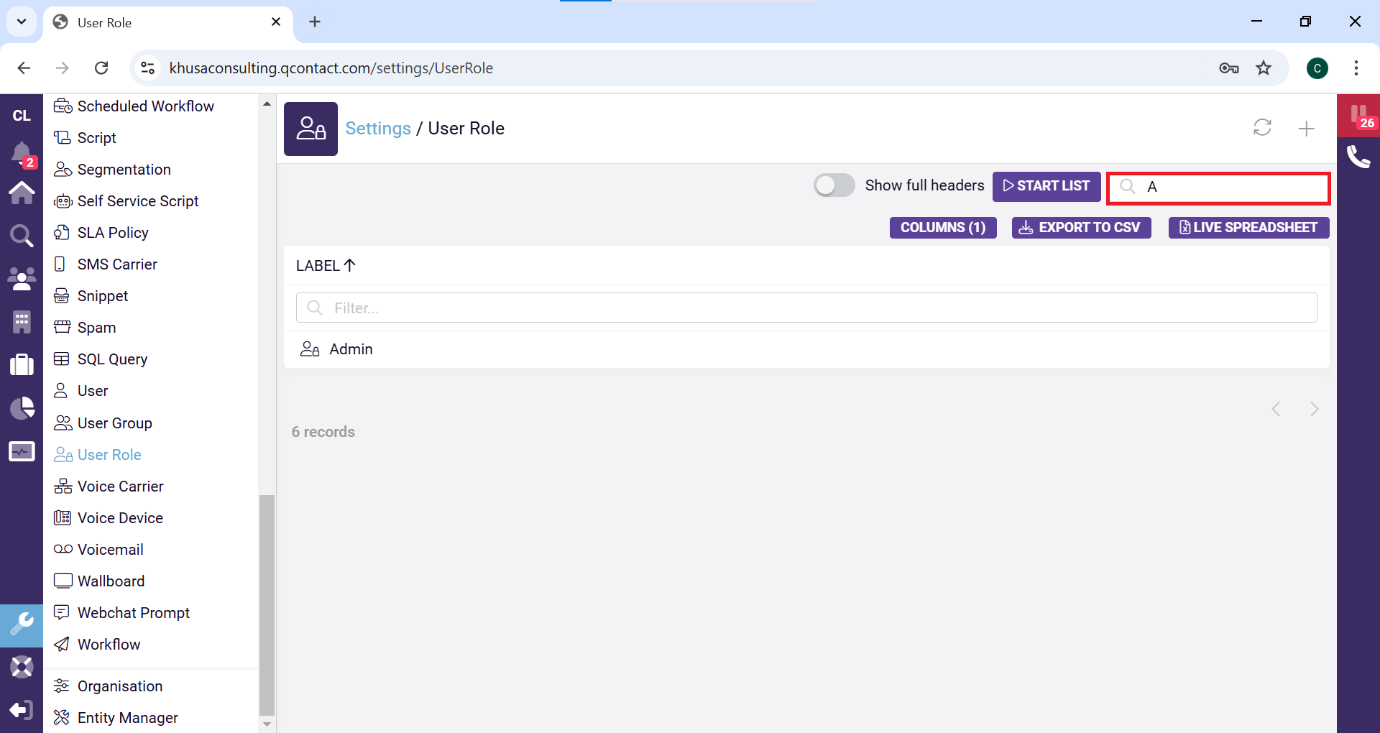 User Role
khusaconsulting.qcontact.com/settings/UserRole
C
CL
2
Scheduled Workflow
Script
Segmentation
Self Service Script
SLA Policy
SMS Carrier
Snippet
Spam
SQL Query
User
User Group
User Role
Voice Carrier
Voice Device
Voicemail
Wallboard
Webchat Prompt
Workflow
Organisation
Entity Manager
Settings / User Role
26
Show full headers
START LIST
A
COLUMNS (1)
EXPORT TO CSV
LIVE SPREADSHEET
LABEL
Filter...
Admin
6 records